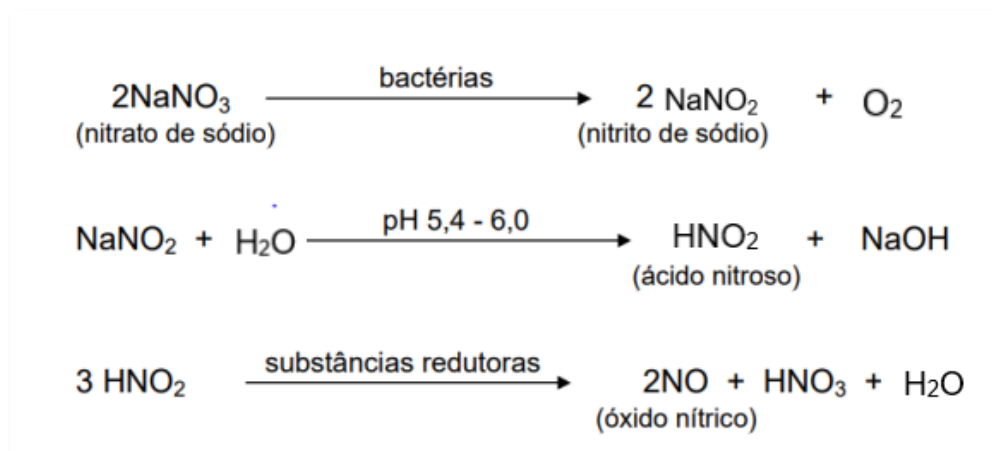 bactérias
2NaNO₃ 2 NaNO₂ + O₂
(nitrato de sódio) (nitrito de sódio)
pH 5,4 - 6,0
NaNO₂ + H₂O HNO₂ + NaOH
(ácido nitroso)
substâncias redutoras
3 HNO₂ 2NO + HNO₃ + H₂O
(óxido nítrico)